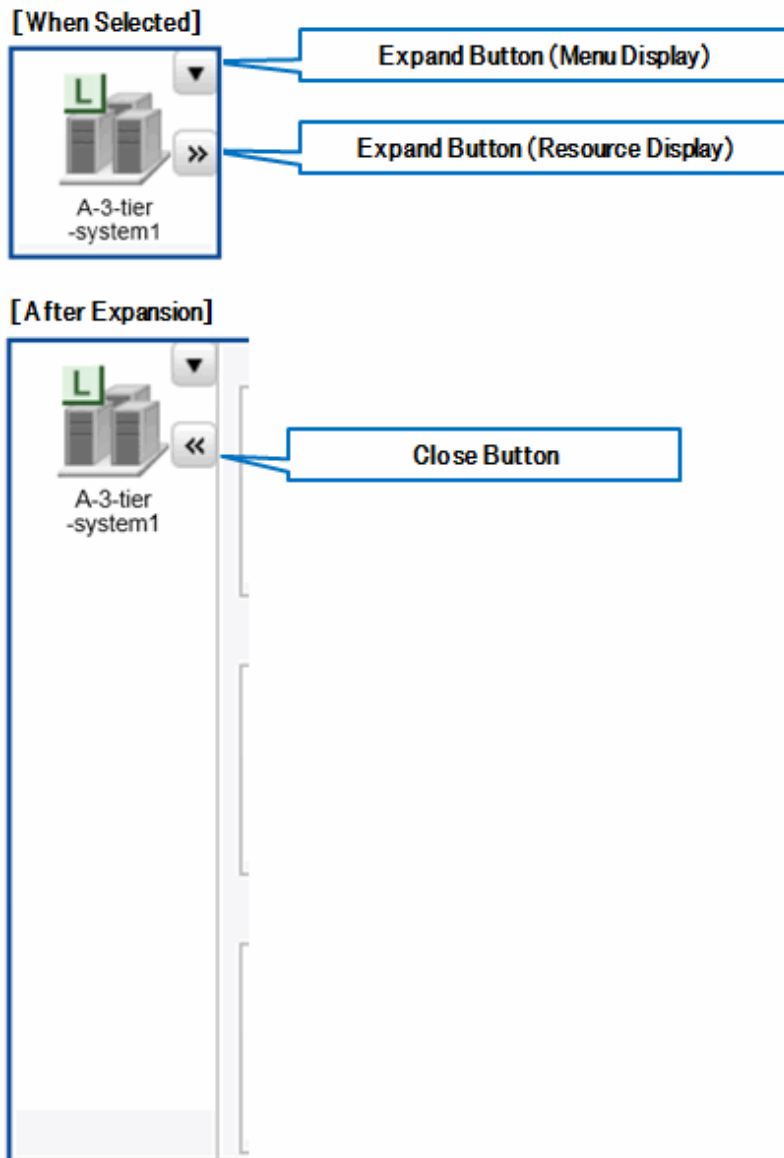 [When Selected]
Expand Button (Menu Display)
L
Expand Button (Resource Display)
A-3-tier
-system1
[After Expansion]
L
Close Button
A-3-tier
-system1